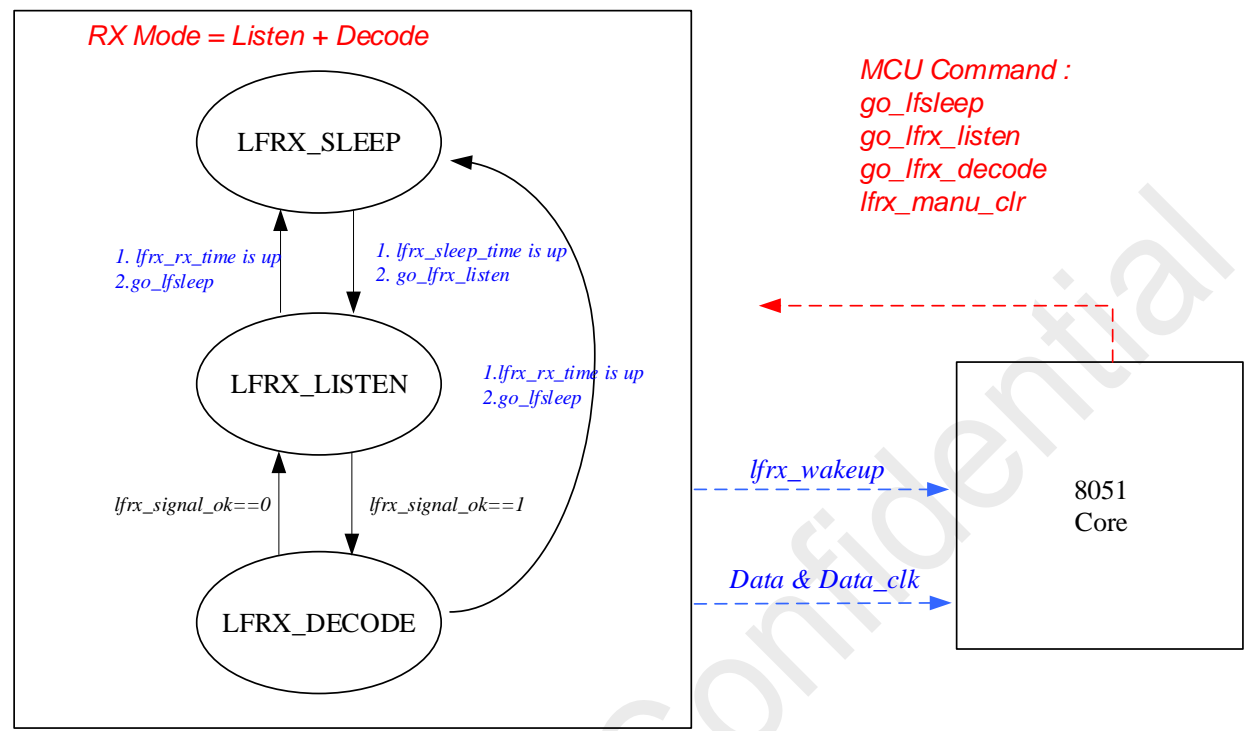 RX Mode = Listen + Decode
LFRX_SLEEP
1. lfrx_rx_time is up
2.go_lfsleep
1. lfrx_sleep_time is up
2. go_lfrx_listen
LFRX_LISTEN
1.lfrx_rx_time is up
2.go_lfsleep
lfrx_signal_ok==0
lfrx_signal_ok==1
LFRX_DECODE
MCU Command :
go_lfsleep
go_lfrx_listen
go_lfrx_decode
lfrx_manu_clr
lfrx_wakeup
Data & Data_clk
8051
Core
Confidential